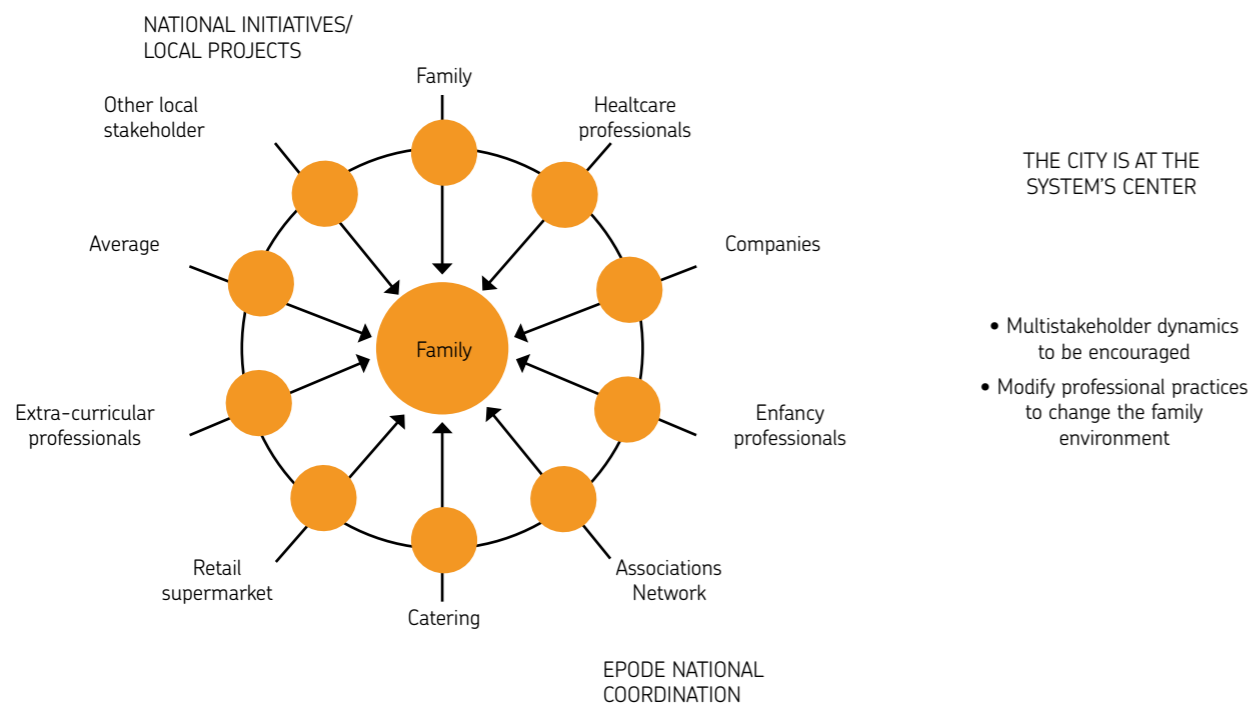 NATIONAL INITIATIVES/
LOCAL PROJECTS
Family
Other local
stakeholder
Healtcare
professionals
Average
Companies
Family
Extra-curricular
professionals
Enfancy
professionals
Retail
supermarket
Associations
Network
Catering
EPODE NATIONAL
COORDINATION
THE CITY IS AT THE
SYSTEM'S CENTER
• Multistakeholder dynamics
to be encouraged
• Modify professional practices
to change the family
environment